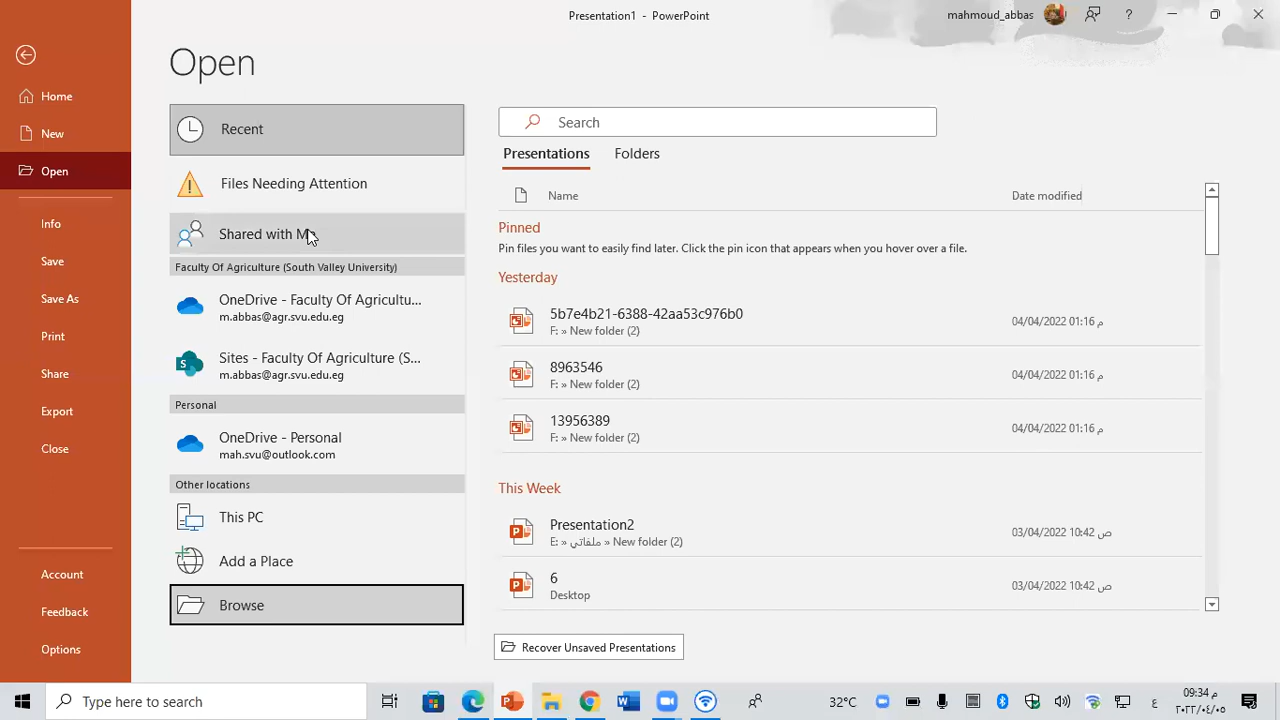 Presentation1 - PowerPoint
mahmoud_abbas
?
Home
New
Open
Info
Save
Save As
Print
Share
Export
Close
Account
Feedback
Options
Open
Recent
Files Needing Attention
Shared with Me
Faculty Of Agriculture (South Valley University)
OneDrive - Faculty Of Agricultu...
m.abbas@agr.svu.edu.eg
Sites - Faculty Of Agriculture (S...
m.abbas@agr.svu.edu.eg
Personal
OneDrive - Personal
mah.svu@outlook.com
Other locations
This PC
Add a Place
Browse
Search
Presentations Folders
Name Date modified
Pinned
Pin files you want to easily find later. Click the pin icon that appears when you hover over a file.
Yesterday
5b7e4b21-6388-42aa53c976b0
F: » New folder (2)
04/04/2022 01:16 م
8963546
F: » New folder (2)
04/04/2022 01:16 م
13956389
F: » New folder (2)
04/04/2022 01:16 م
This Week
Presentation2
E: » ملفاتي » New folder (2)
03/04/2022 10:42 ص
6
Desktop
03/04/2022 10:42 ص
Recover Unsaved Presentations
Type here to search
32°C
09:34 م